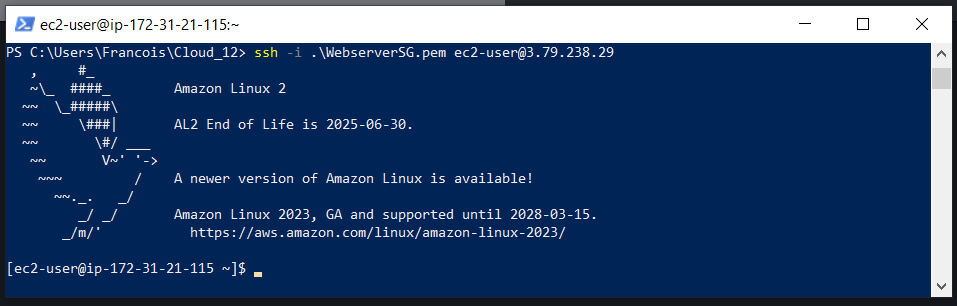 ec2-user@ip-172-31-21-115:~
PS C:\Users\Francois\Cloud_12> ssh -i .\WebserverSG.pem ec2-user@3.79.238.29
   ,     #_
   ~\_  ####_        Amazon Linux 2
  ~~  \_#####\
  ~~     \###|       AL2 End of Life is 2025-06-30.
  ~~       \#/ ___
   ~~       V~' '->
    ~~~         /    A newer version of Amazon Linux is available!
      ~~._.   _/
         _/ _/       Amazon Linux 2023, GA and supported until 2028-03-15.
       _/m/'           https://aws.amazon.com/linux/amazon-linux-2023/
[ec2-user@ip-172-31-21-115 ~]$